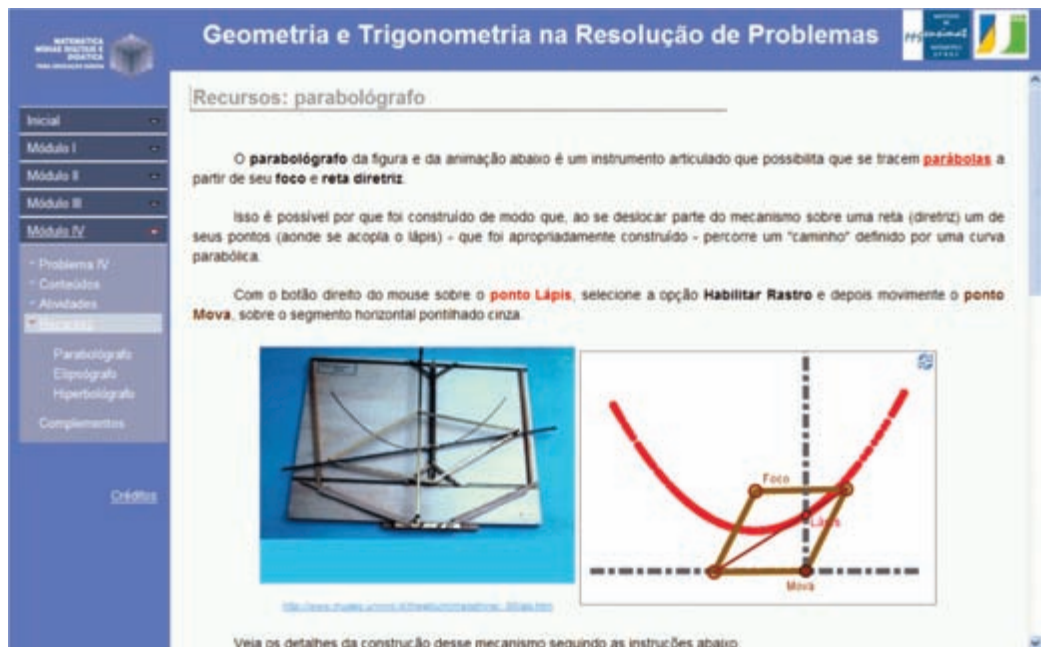 MATEMATICA
MÍDIAS DIGITAIS E
DIDÁTICA
Geometria e Trigonometria na Resolução de Problemas
Inicial
Módulo I
Módulo II
Módulo III
Módulo IV
Problema IV
Conteúdos
Atividades
Parabológrafo
Elipsógrafo
Hiperbológrafo
Complementos
Créditos
Recursos: parabológrafo
O parabológrafo da figura e da animação abaixo é um instrumento articulado que possibilita que se tracem parábolas a
partir de seu foco e reta diretriz.
Isso é possível por que foi construído de modo que, ao se deslocar parte do mecanismo sobre uma reta (diretriz) um de
seus pontos (aonde se acopla o lápis) - que foi apropriadamente construído - percorre um "caminho" definido por uma curva
parabólica.
Com o botão direito do mouse sobre o ponto Lápis, selecione a opção Habilitar Rastro e depois movimente o ponto
Mova, sobre o segmento horizontal pontilhado cinza.
Foco
Lápis
Mova
Veja os detalhes da construção desse mecanismo seguindo as instruções abaixo.